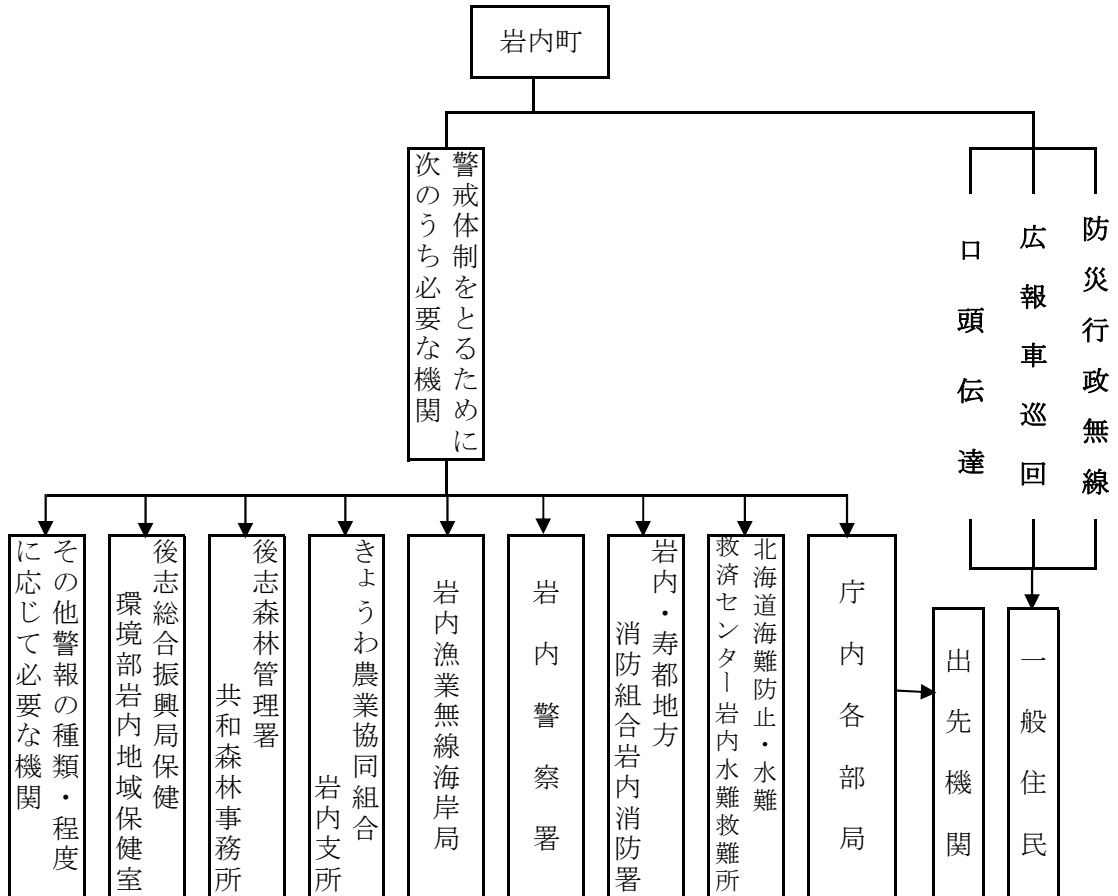 岩内町
警戒体制をとるために
次のうち必要な機関
防災行政無線
広報車巡回
口頭伝達
一般住民
出先機関
庁内各部局
北海道海難防止・水難
救済センター岩内水難救難所
岩内・寿都地方
消防組合岩内消防署
岩内警察署
岩内漁業無線海岸局
きょうわ農業協同組合
岩内支所
後志森林管理署
共和森林事務所
後志総合振興局保健
環境部岩内地域保健室
その他警報の種類・程度
に応じて必要な機関